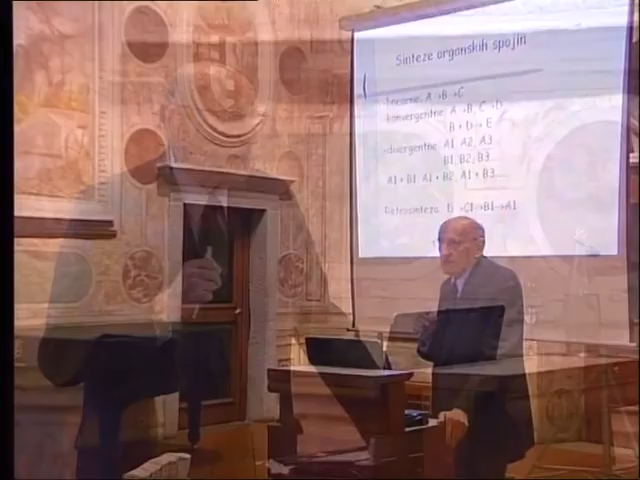 Sinteze organskih spojin
linearne: A → B → C
konvergentne: A → B, C → D
B + D → E
divergentne: A1, A2, A3
B1, B2, B3
A1 + B1, A1 + B2, A1 + B3...
Retrosinteza: D → C1 → B1 → A1